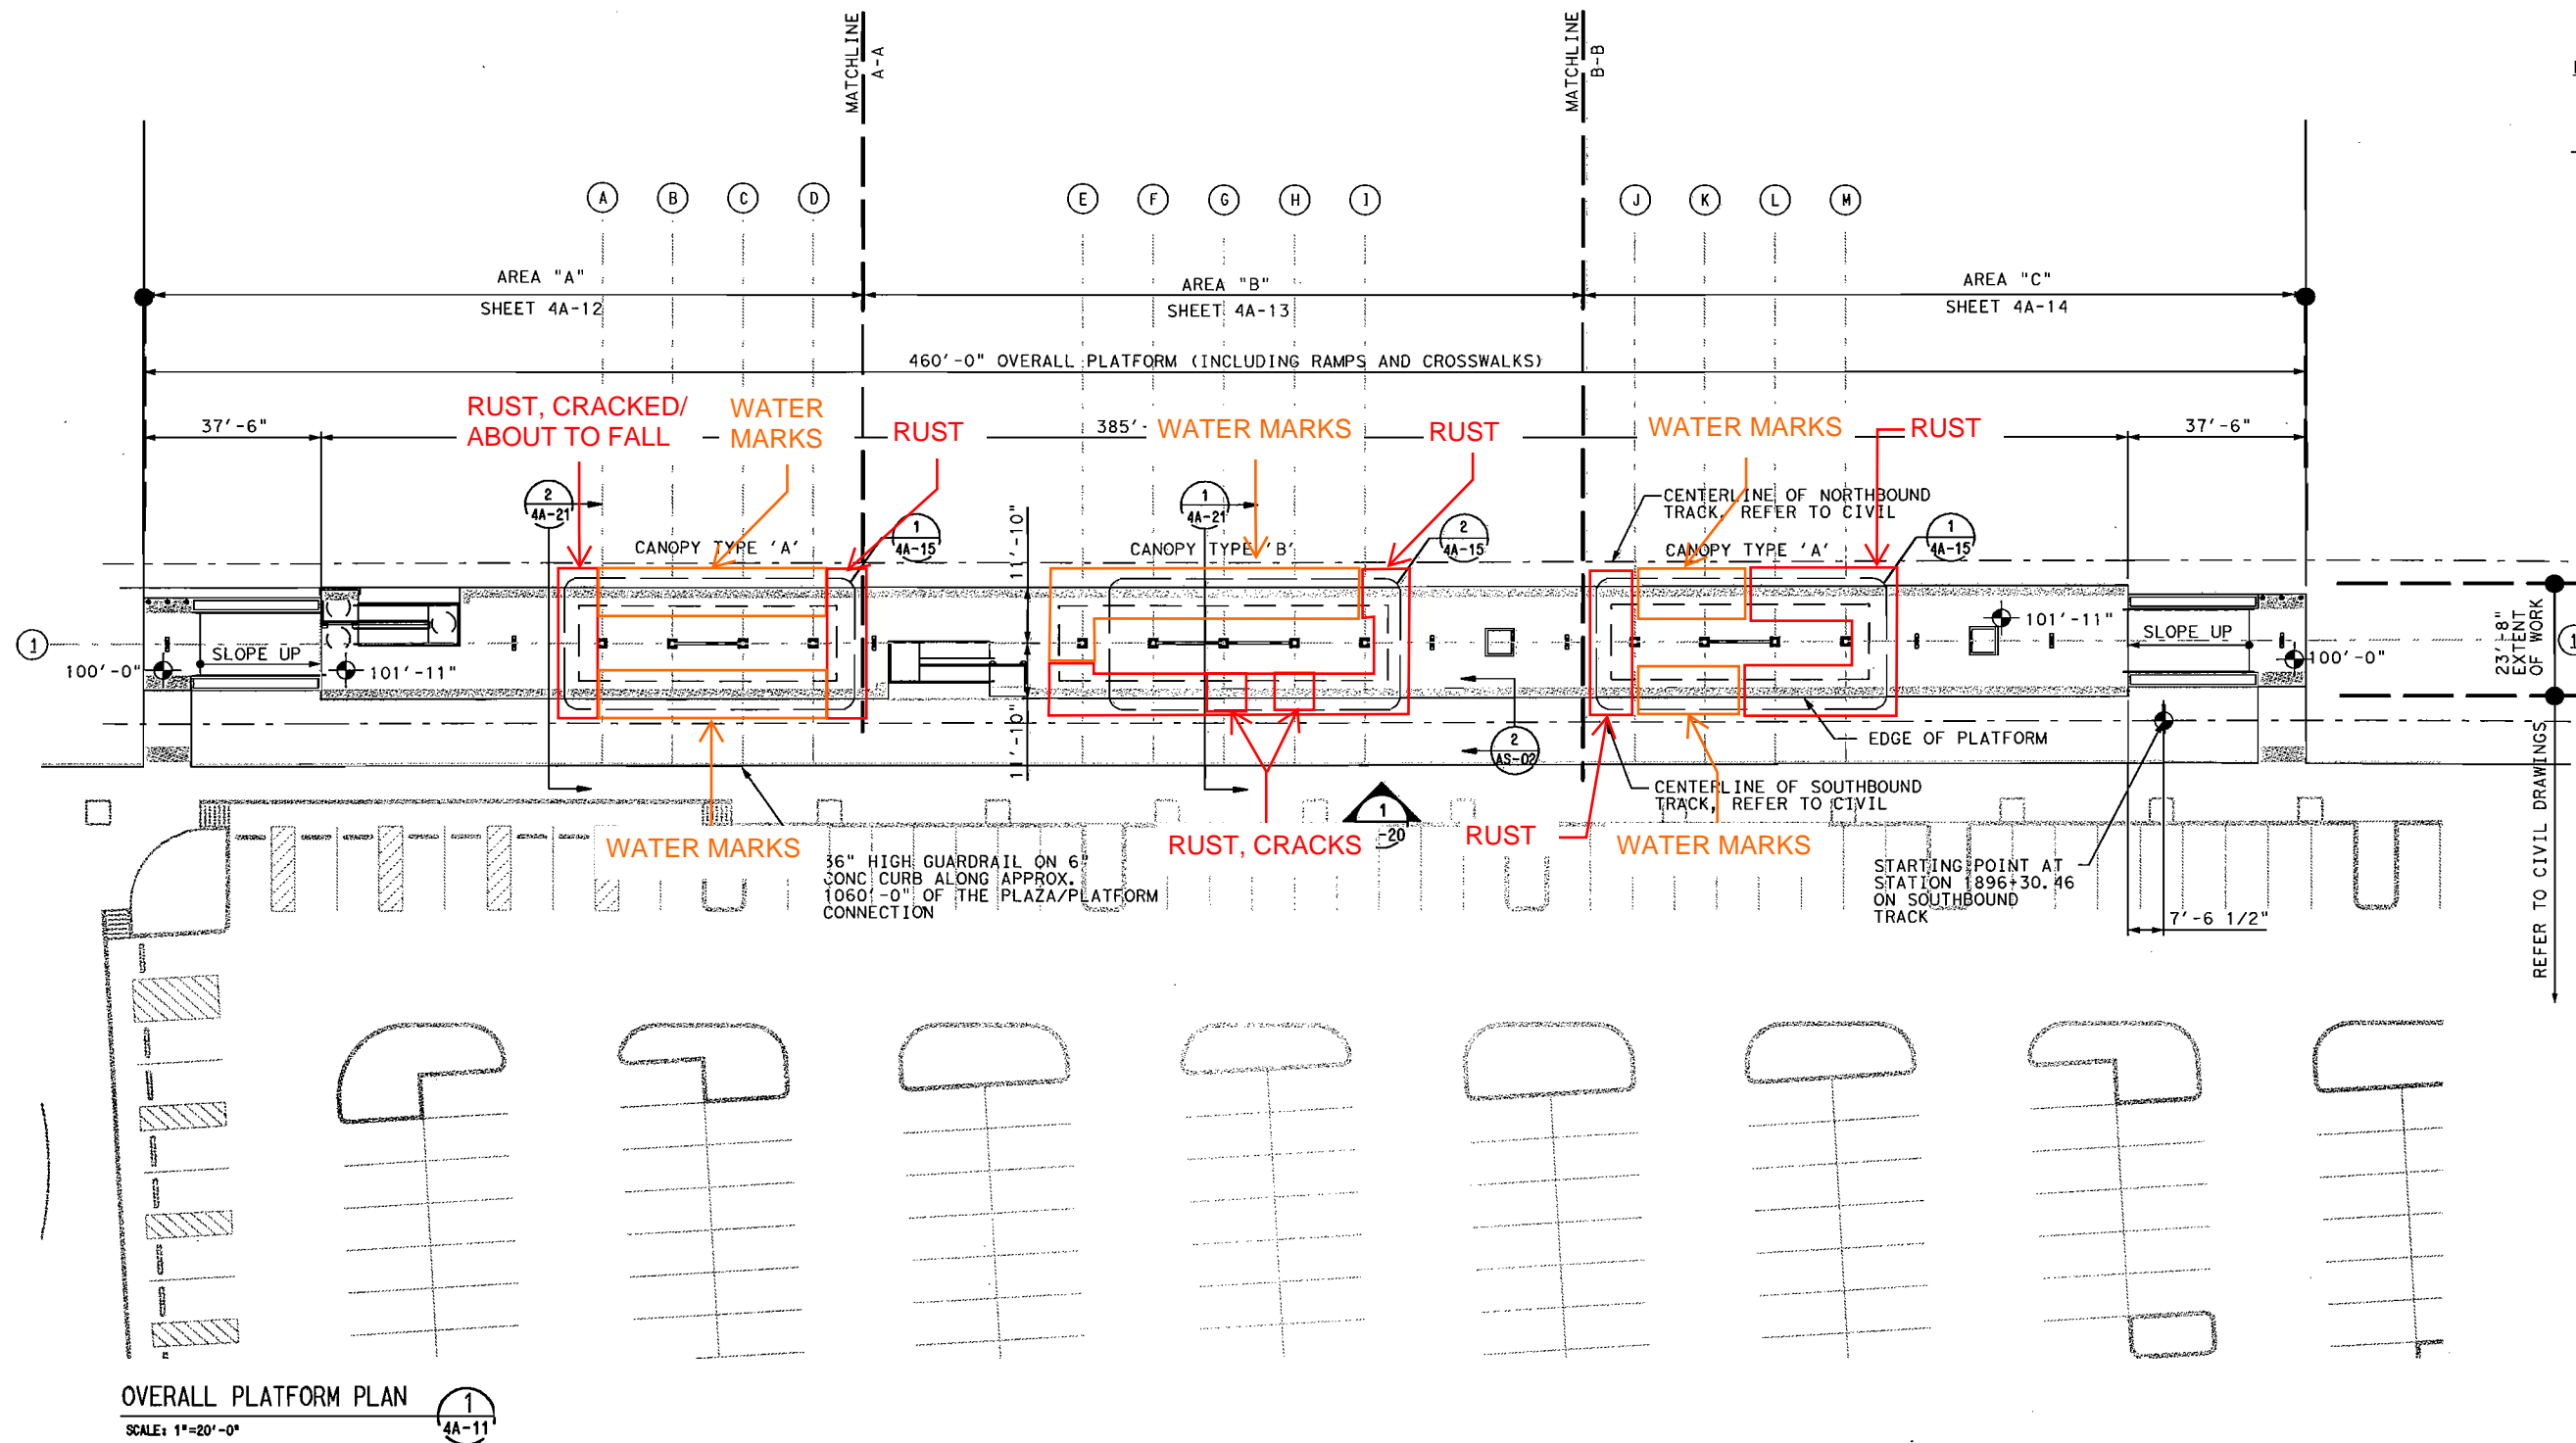 MATCHLINE
A-A
MATCHLINE
B-B
A
B
C
D
E
F
G
H
I
J
K
L
M
AREA "A"
SHEET 4A-12
AREA "B"
SHEET 4A-13
AREA "C"
SHEET 4A-14
460'-0" OVERALL PLATFORM (INCLUDING RAMPS AND CROSSWALKS)
37'-6"
RUST, CRACKED/
ABOUT TO FALL
WATER
MARKS
RUST
385'-
WATER MARKS
RUST
WATER MARKS
RUST
37'-6"
2
4A-21
CANOPY TYPE 'A'
1
4A-15
11'-10"
1
4A-21
CANOPY TYPE 'B'
2
4A-15
CENTERLINE OF NORTHBOUND
TRACK, REFER TO CIVIL
CANOPY TYPE 'A'
1
4A-15
1
100'-0"
SLOPE UP
101'-11"
11'-10"
101'-11"
SLOPE UP
100'-0"
23'-8"
EXTENT
OF WORK
1
2
AS-02
EDGE OF PLATFORM
CENTERLINE OF SOUTHBOUND
TRACK, REFER TO CIVIL
WATER MARKS
36" HIGH GUARDRAIL ON 6"
CONC CURB ALONG APPROX.
1060'-0" OF THE PLAZA/PLATFORM
CONNECTION
RUST, CRACKS
1
-20
RUST
WATER MARKS
STARTING POINT AT
STATION 1896+30.46
ON SOUTHBOUND
TRACK
7'-6 1/2"
REFER TO CIVIL DRAWINGS
OVERALL PLATFORM PLAN
SCALE: 1"=20'-0"
1
4A-11